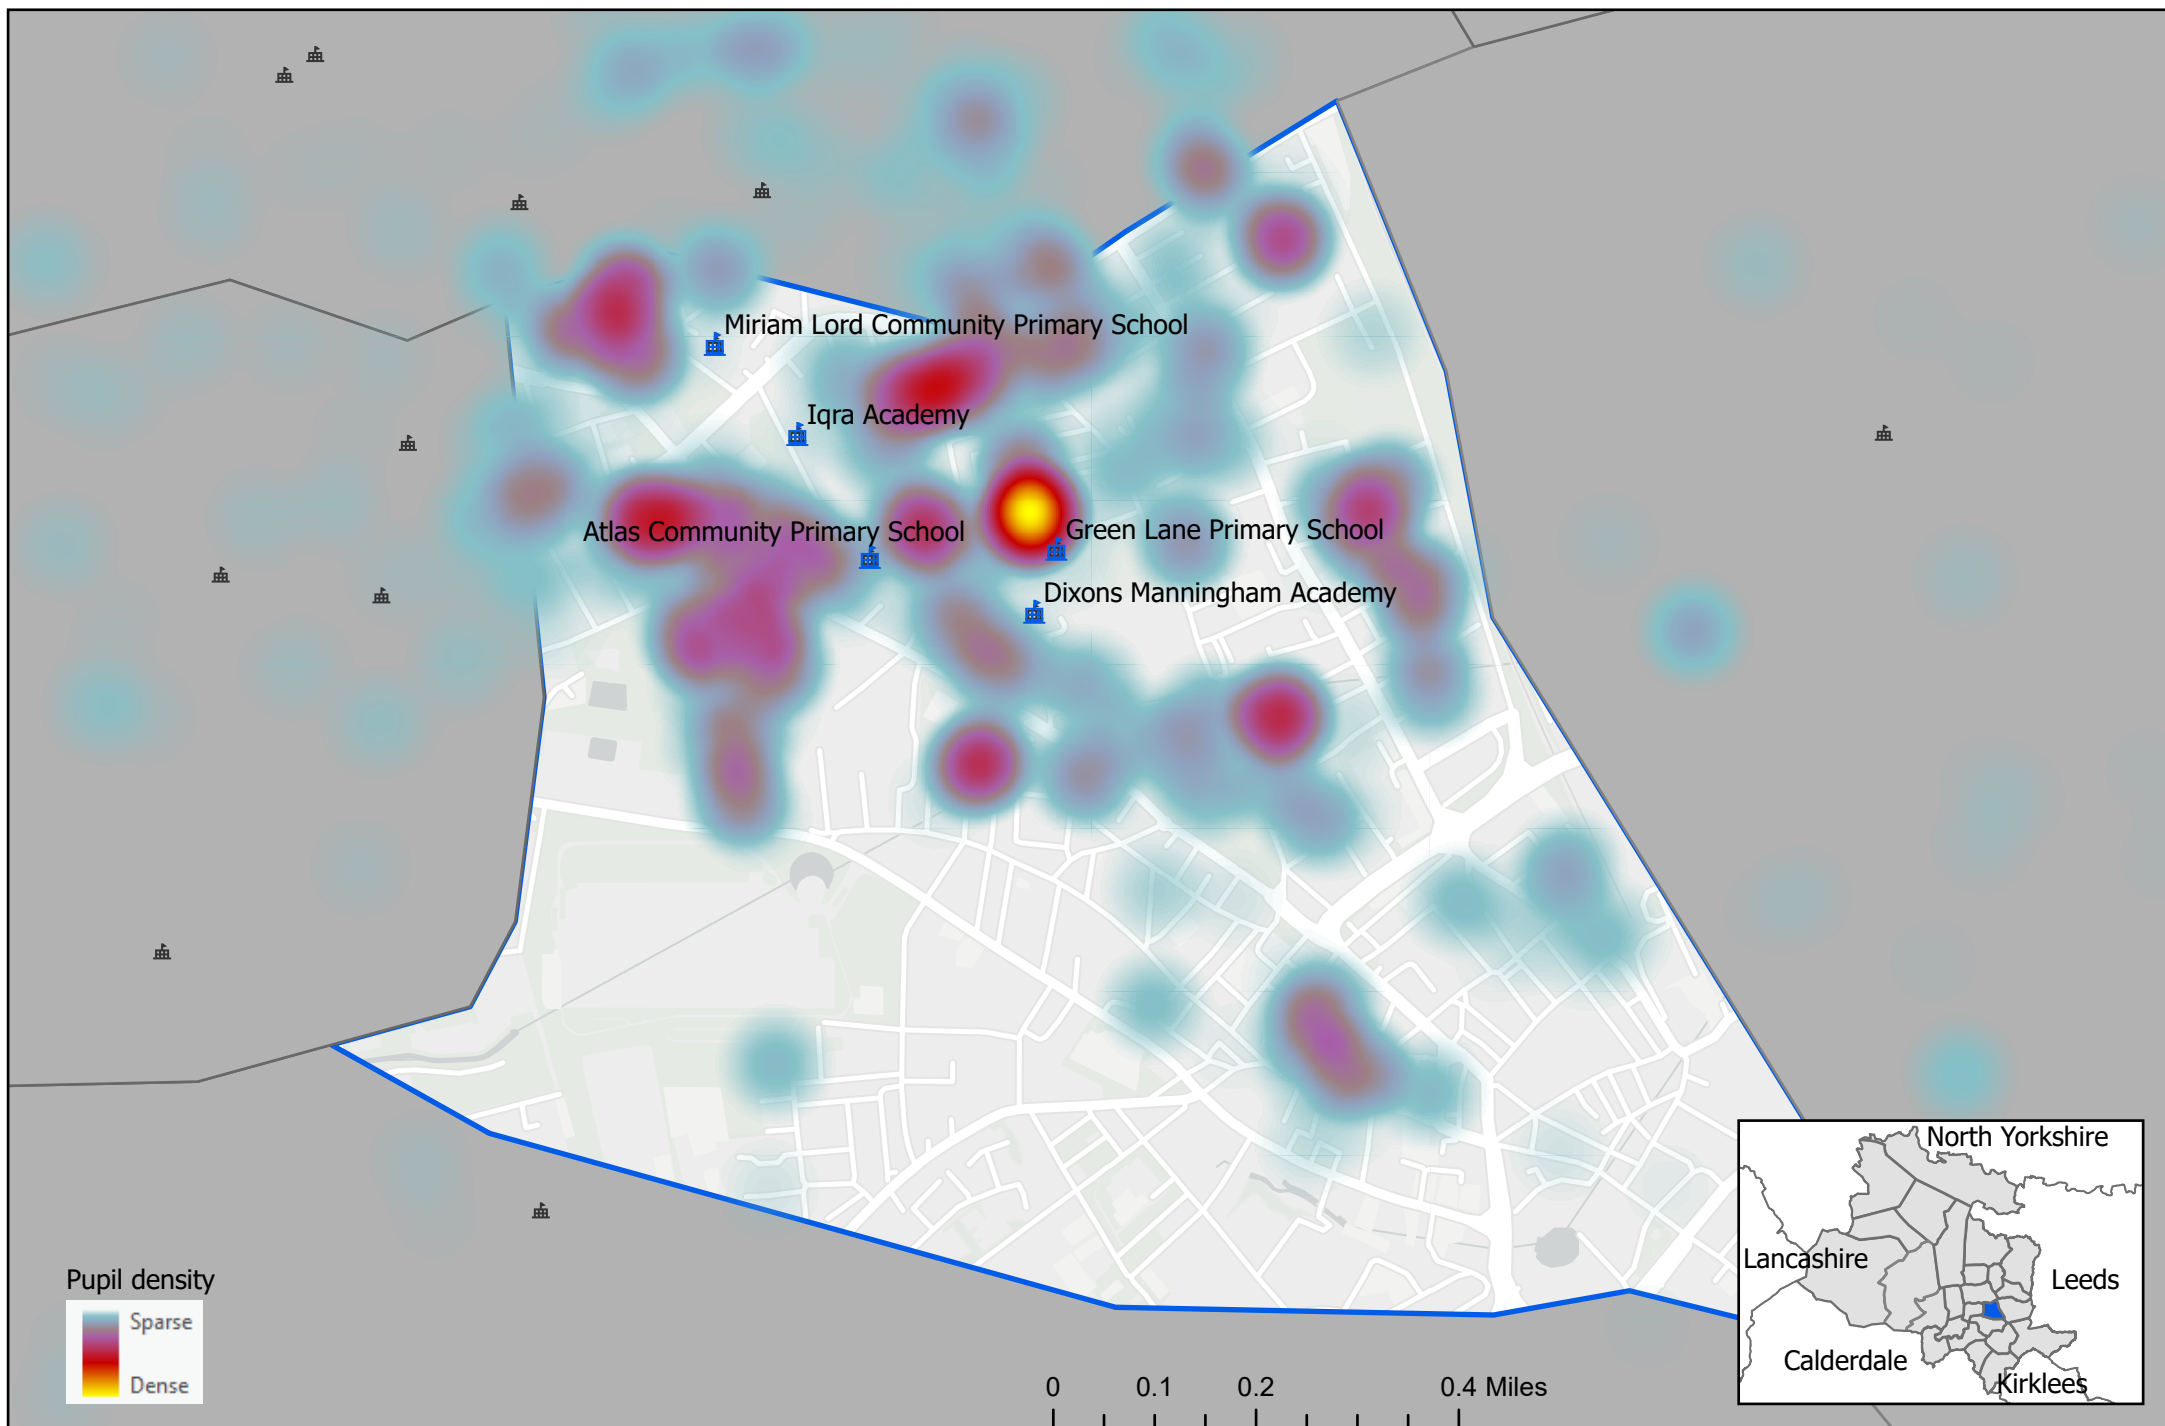 Miriam Lord Community Primary School
Iqra Academy
Atlas Community Primary School
Green Lane Primary School
Dixons Manningham Academy
North Yorkshire
Lancashire
Leeds
Calderdale
Kirklees
Pupil density
Sparse
Dense
0 0.1 0.2 0.4 Miles